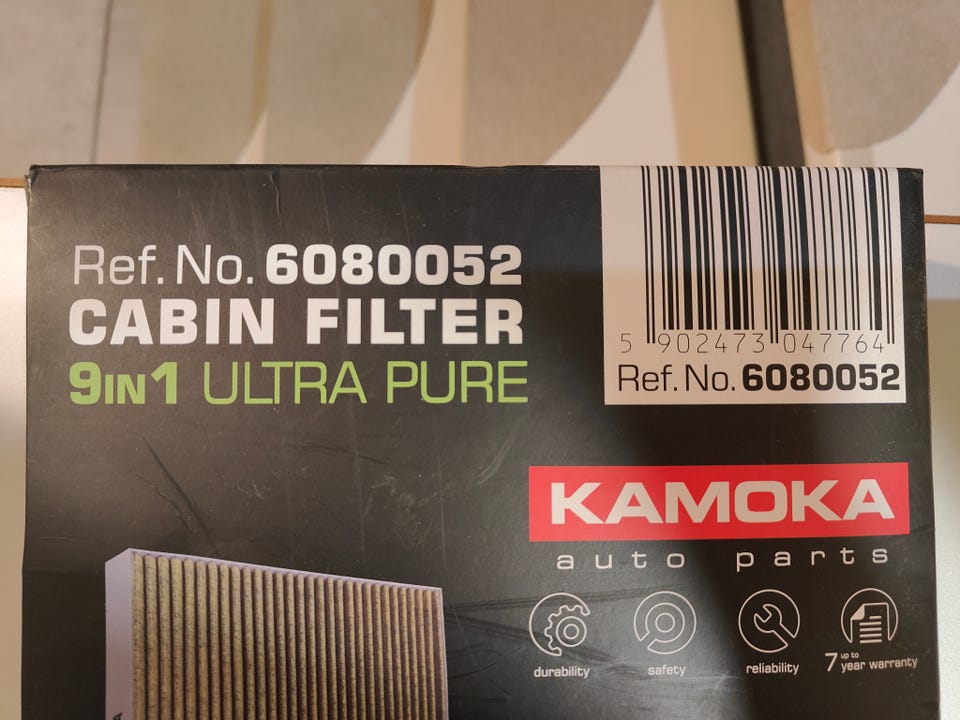 Ref. No. 6080052
CABIN FILTER
9IN1 ULTRA PURE
5 902473 047764
Ref. No. 6080052
KAMOKA
auto parts
durability
safety
reliability
7 up to year warranty